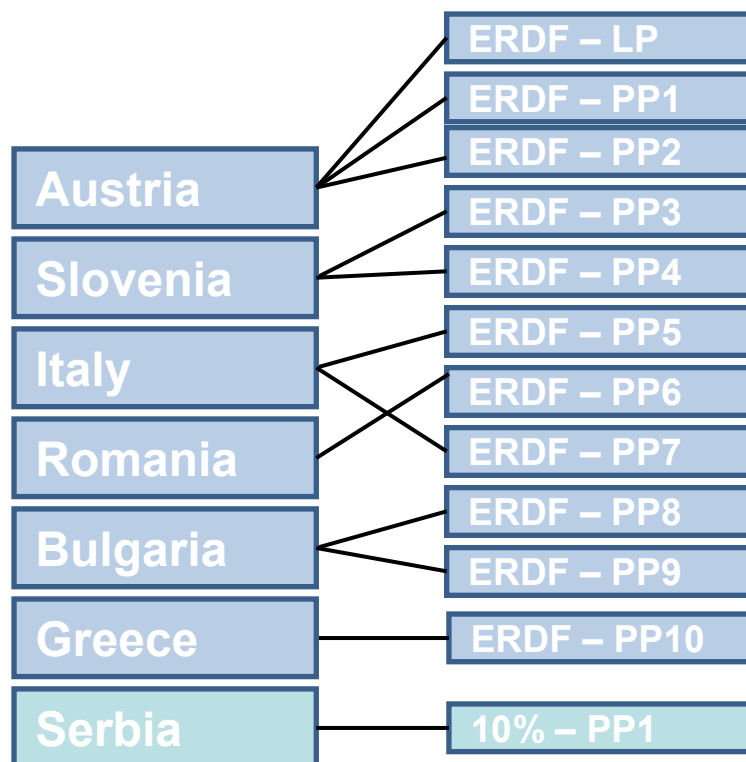 Austria
Slovenia
Italy
Romania
Bulgaria
Greece
Serbia
ERDF – LP
ERDF – PP1
ERDF – PP2
ERDF – PP3
ERDF – PP4
ERDF – PP5
ERDF – PP6
ERDF – PP7
ERDF – PP8
ERDF – PP9
ERDF – PP10
10% – PP1